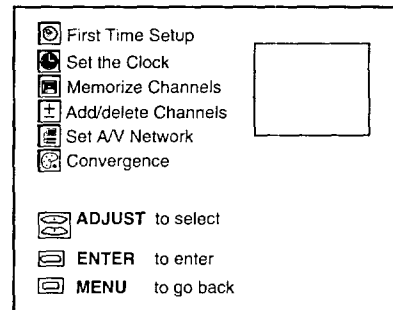 First Time Setup
Set the Clock
Memorize Channels
± Add/delete Channels
Set A/V Network
Convergence
ADJUST to select
ENTER to enter
MENU to go back